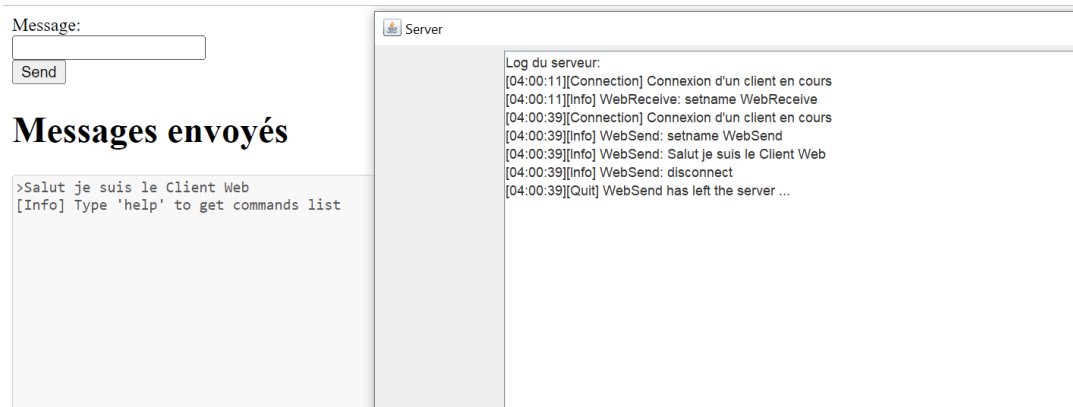 Message:
Send
Messages envoyés
>Salut je suis le Client Web
[Info] Type 'help' to get commands list
Server
Log du serveur:
[04:00:11][Connection] Connexion d'un client en cours
[04:00:11][Info] WebReceive: setname WebReceive
[04:00:39][Connection] Connexion d'un client en cours
[04:00:39][Info] WebSend: setname WebSend
[04:00:39][Info] WebSend: Salut je suis le Client Web
[04:00:39][Info] WebSend: disconnect
[04:00:39][Quit] WebSend has left the server ...